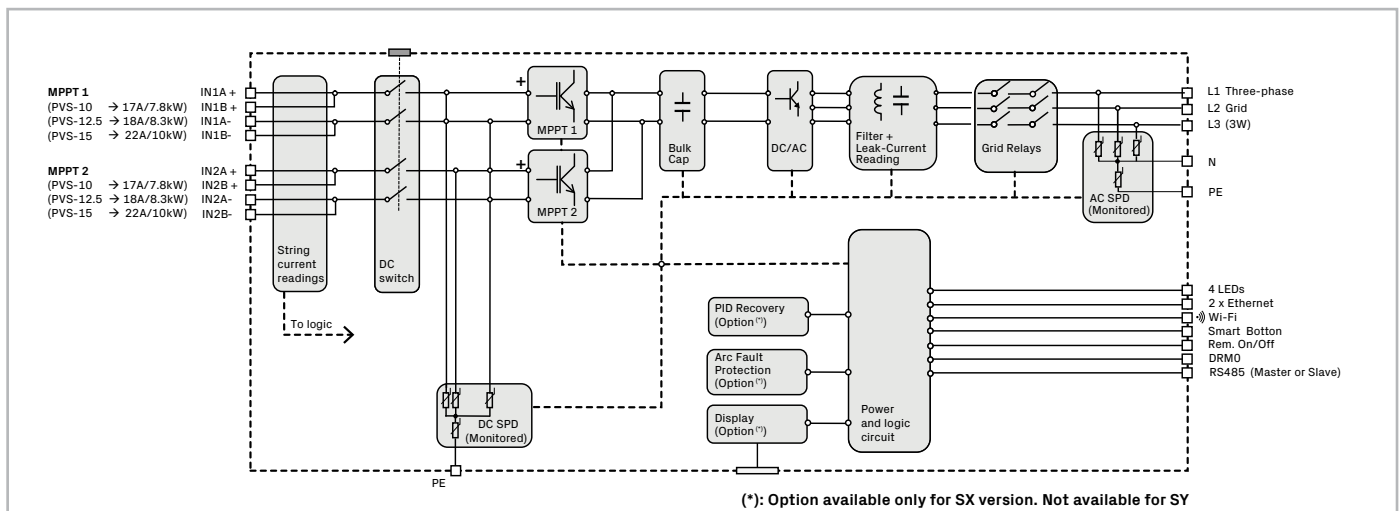 MPPT 1 IN1A +
(PVS-10 → 17A/7.8kW) IN1B +
(PVS-12.5 → 18A/8.3kW) IN1A-
(PVS-15 → 22A/10kW) IN1B-
MPPT 2 IN2A +
(PVS-10 → 17A/7.8kW) IN2B +
(PVS-12.5 → 18A/8.3kW) IN2A-
(PVS-15 → 22A/10kW) IN2B-
String
current
readings
To logic
DC
switch
+
MPPT 1
+
MPPT 2
Bulk
Cap
DC/AC
Filter +
Leak-Current
Reading
Grid Relays
L1 Three-phase
L2 Grid
L3 (3W)
N
PE
AC SPD
(Monitored)
PID Recovery
(Option (*))
Arc Fault
Protection
(Option (*))
Display
(Option (*))
Power
and logic
circuit
4 LEDs
2 x Ethernet
Wi-Fi
Smart Botton
Rem. On/Off
DRM0
RS485 (Master or Slave)
DC SPD
(Monitored)
PE
(*): Option available only for SX version. Not available for SY